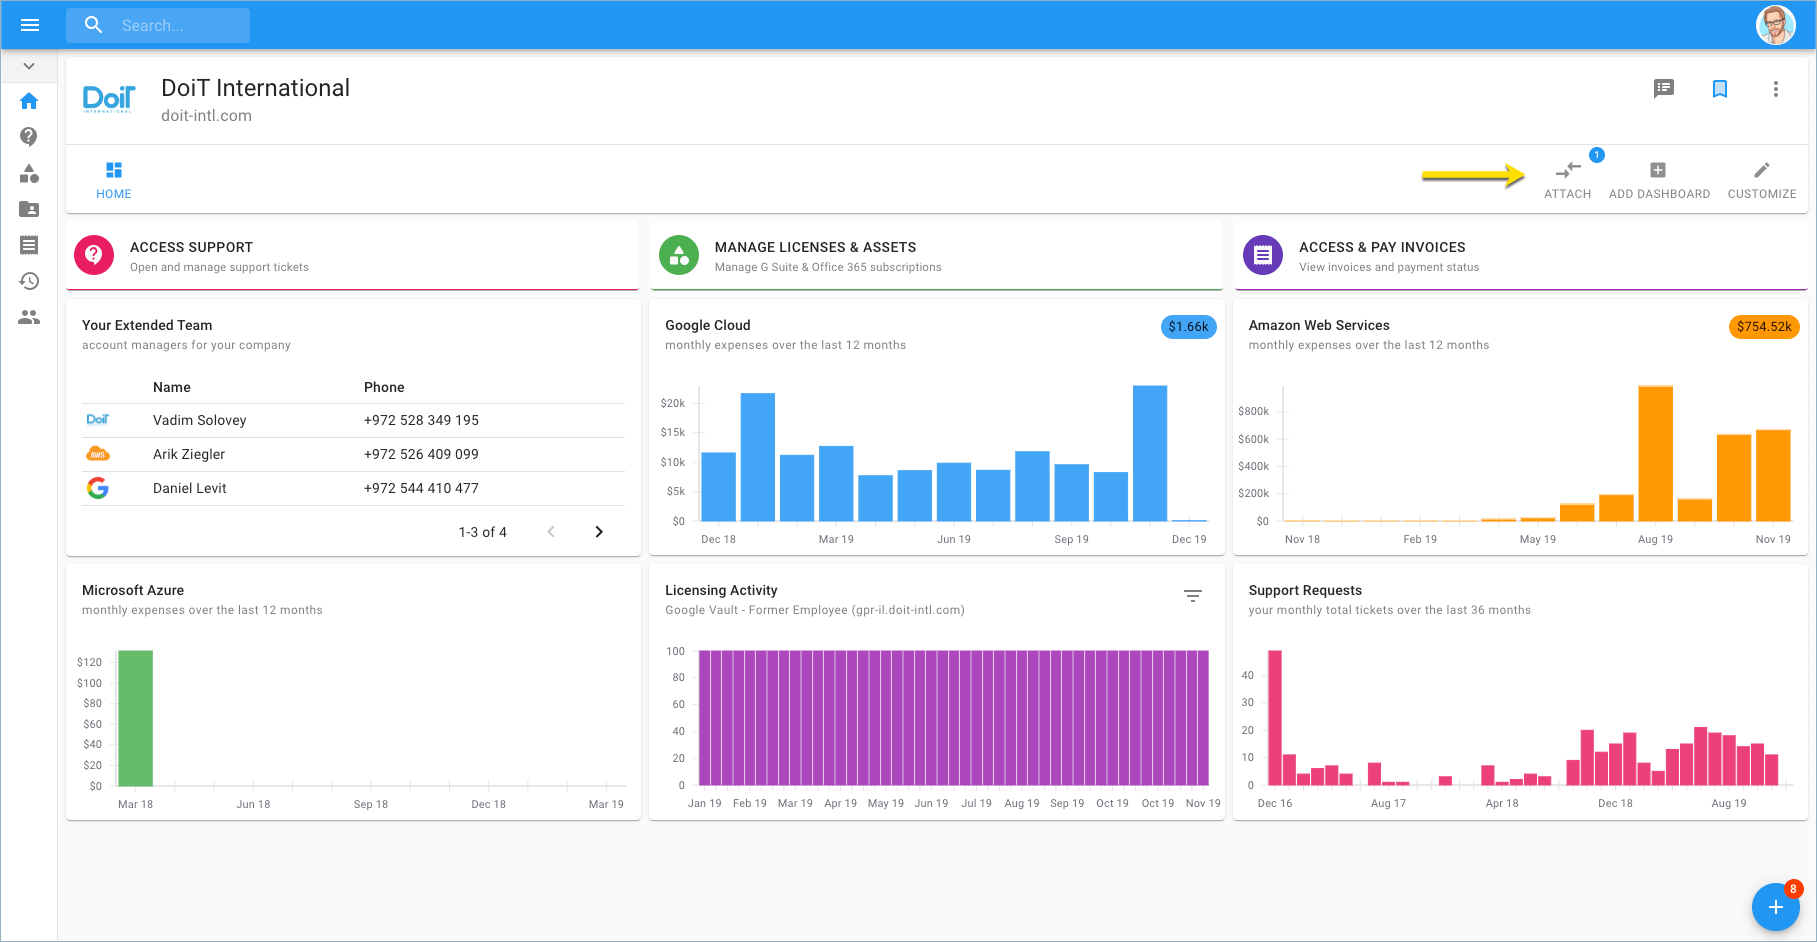 Search...
DoiT
INTERNATIONAL
DoiT International
doit-intl.com
HOME
1
ATTACH
ADD DASHBOARD
CUSTOMIZE
ACCESS SUPPORT
Open and manage support tickets
MANAGE LICENSES & ASSETS
Manage G Suite & Office 365 subscriptions
ACCESS & PAY INVOICES
View invoices and payment status
Your Extended Team
account managers for your company
Name Phone
DoiT Vadim Solovey +972 528 349 195
AWS Arik Ziegler +972 526 409 099
Daniel Levit +972 544 410 477
1-3 of 4
Google Cloud
$1.66k
monthly expenses over the last 12 months
$20k
$15k
$10k
$5k
$0
Dec 18 Mar 19 Jun 19 Sep 19 Dec 19
Amazon Web Services
$754.52k
monthly expenses over the last 12 months
$800k
$600k
$400k
$200k
$0
Nov 18 Feb 19 May 19 Aug 19 Nov 19
Microsoft Azure
monthly expenses over the last 12 months
$120
$100
$80
$60
$40
$20
$0
Mar 18 Jun 18 Sep 18 Dec 18 Mar 19
Licensing Activity
Google Vault - Former Employee (gpr-il.doit-intl.com)
100
80
60
40
20
0
Jan 19 Feb 19 Mar 19 Apr 19 May 19 Jun 19 Jul 19 Aug 19 Sep 19 Oct 19 Oct 19 Nov 19
Support Requests
your monthly total tickets over the last 36 months
40
30
20
10
0
Dec 16 Aug 17 Apr 18 Dec 18 Aug 19
8